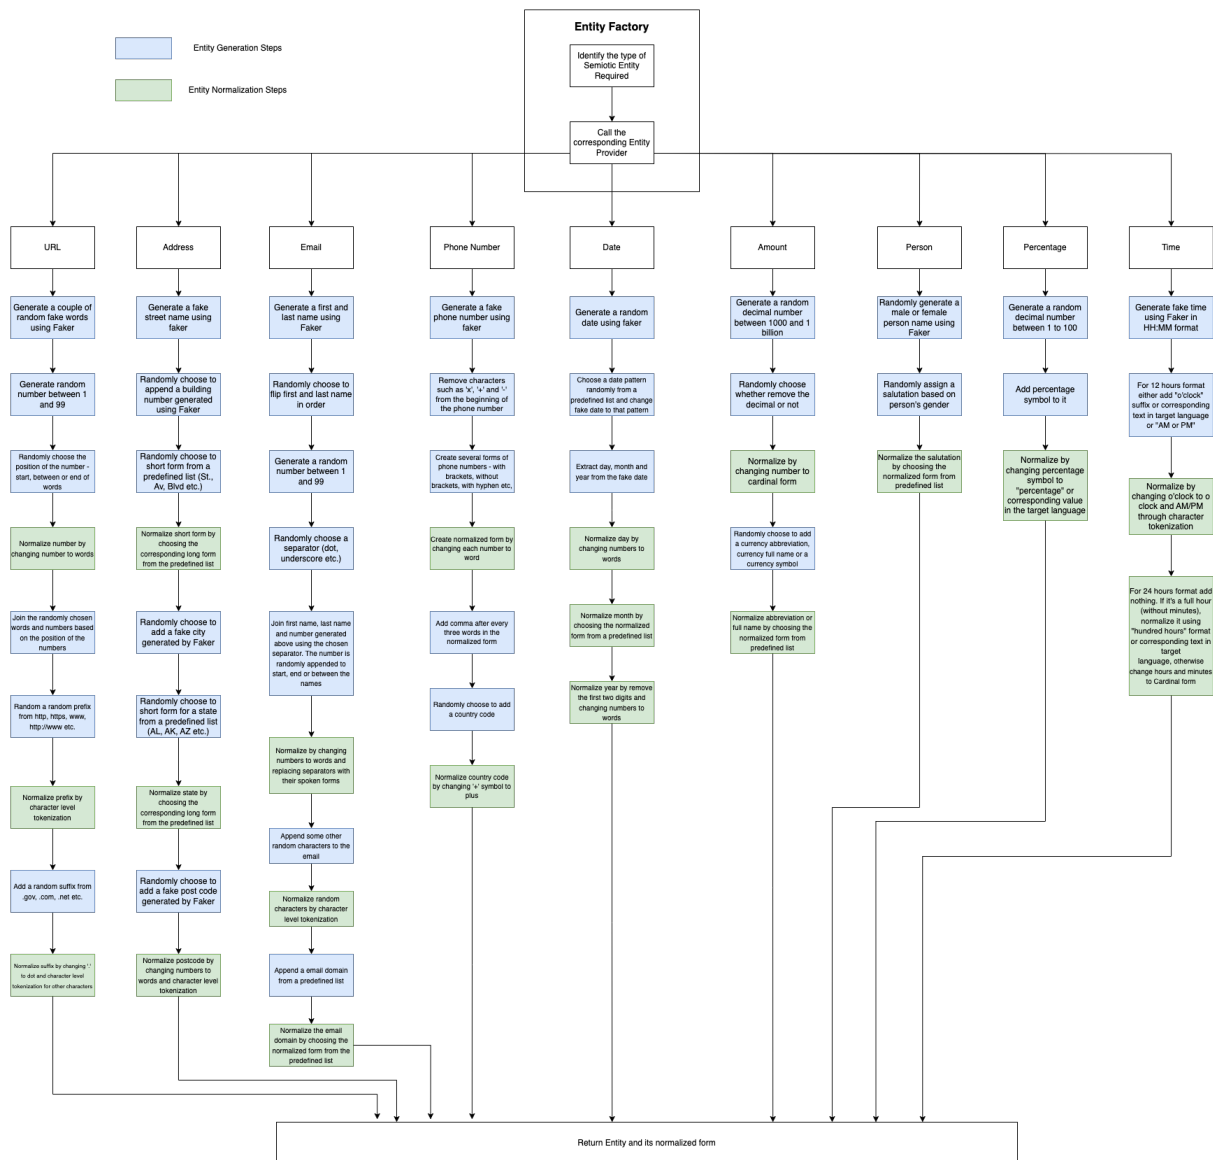 Entity Factory
Entity Generation Steps
Entity Normalization Steps
Identify the type of
Semiotic Entity
Required
Call the
corresponding Entity
Provider
URL
Address
Email
Phone Number
Date
Amount
Person
Percentage
Time
Generate a couple of
random fake words
using Faker
Generate random
number between 1
and 99
Randomly choose the
position of the number -
start, between or end of
words
Normalize number by
changing number to words
Join the randomly chosen
words and numbers based
on the position of the
numbers
Random a random prefix
from http, https, www,
http://www etc.
Normalize prefix by
character level
tokenization
Add a random suffix from
.gov, .com, .net etc.
Normalize suffix by changing '.'
to dot and character level
tokenization for other characters
Generate a fake
street name using
faker
Randomly choose to
append a building
number generated
using Faker
Randomly choose to
short form from a
predefined list (St.,
Av, Blvd etc.)
Normalize short form by
choosing the
corresponding long form
from the predefined list
Randomly choose to
add a fake city
generated by Faker
Randomly choose to
short form for a state
from a predefined list
(AL, AK, AZ etc.)
Normalize state by
choosing the
corresponding long form
from the predefined list
Randomly choose to
add a fake post code
generated by Faker
Normalize postcode by
changing numbers to
words and character level
tokenization
Generate a first and
last name using
Faker
Randomly choose to
flip first and last name
in order
Generate a random
number between 1
and 99
Randomly choose a
separator (dot,
underscore etc.)
Join first name, last name
and number generated
above using the chosen
separator. The number is
randomly appended to
start, end or between the
names
Normalize by changing
numbers to words and
replacing separators with
their spoken forms
Append some other
random characters to the
email
Normalize random
characters by character
level tokenization
Append a email domain
from a predefined list
Normalize the email
domain by choosing the
normalized form from the
predefined list
Generate a fake
phone number using
faker
Remove characters
such as 'x', '+' and '-'
from the beginning of
the phone number
Create several forms of
phone numbers - with
brackets, without
brackets, with hyphen etc,
Create normalized form by
changing each number to
word
Add comma after every
three words in the
normalized form
Randomly choose to add
a country code
Normalize country code
by changing '+' symbol to
plus
Generate a random
date using faker
Choose a date pattern
randomly from a
predefined list and change
fake date to that pattern
Extract day, month and
year from the fake date
Normalize day by
changing numbers to
words
Normalize month by
choosing the normalized
form from a predefined list
Normalize year by remove
the first two digits and
changing numbers to
words
Generate a random
decimal number
between 1000 and 1
billion
Randomly choose
whether remove the
decimal or not
Normalize by
changing number to
cardinal form
Randomly choose to add
a currency abbreviation,
currency full name or a
currency symbol
Normalize abbreviation or
full name by choosing the
normalized form from
predefined list
Randomly generate a
male or female
person name using
Faker
Randomly assign a
salutation based on
person's gender
Normalize the salutation
by choosing the
normalized form from
predefined list
Generate a random
decimal number
between 1 to 100
Add percentage
symbol to it
Normalize by
changing percentage
symbol to
"percentage" or
corresponding value
in the target language
Generate fake time
using Faker in
HH:MM format
For 12 hours format
either add "o'clock"
suffix or corresponding
text in target language
or "AM or PM"
Normalize by
changing o'clock to o
clock and AM/PM
through character
tokenization
For 24 hours format add
nothing. If it's a full hour
(without minutes),
normalize it using
"hundred hours" format
or corresponding text in
target
language, otherwise
change hours and minutes
to Cardinal form
Return Entity and its normalized form